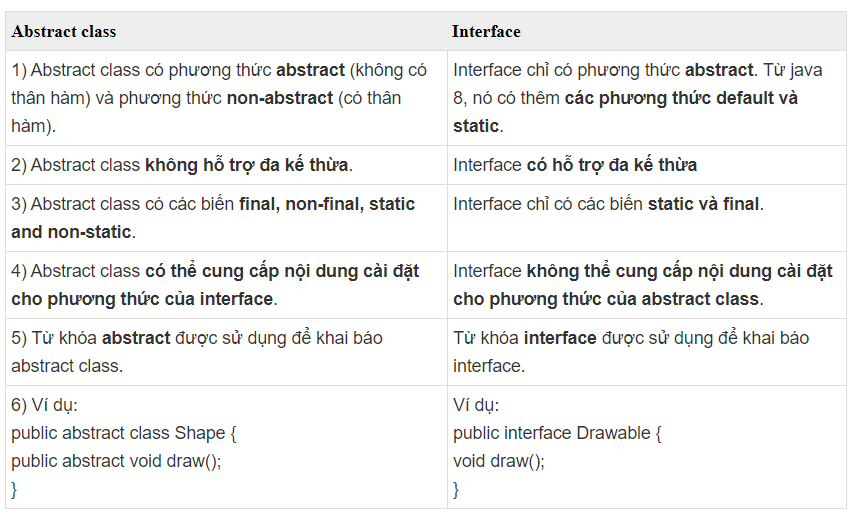 Abstract class
Interface
1) Abstract class có phương thức abstract (không có
thân hàm) và phương thức non-abstract (có thân
hàm).
Interface chỉ có phương thức abstract. Từ java
8, nó có thêm các phương thức default và
static.
2) Abstract class không hỗ trợ đa kế thừa.
Interface có hỗ trợ đa kế thừa
3) Abstract class có các biến final, non-final, static
and non-static.
Interface chỉ có các biến static và final.
4) Abstract class có thể cung cấp nội dung cài đặt
cho phương thức của interface.
Interface không thể cung cấp nội dung cài đặt
cho phương thức của abstract class.
5) Từ khóa abstract được sử dụng để khai báo
abstract class.
Từ khóa interface được sử dụng để khai báo
interface.
6) Ví dụ:
public abstract class Shape {
public abstract void draw();
}
Ví dụ:
public interface Drawable {
void draw();
}